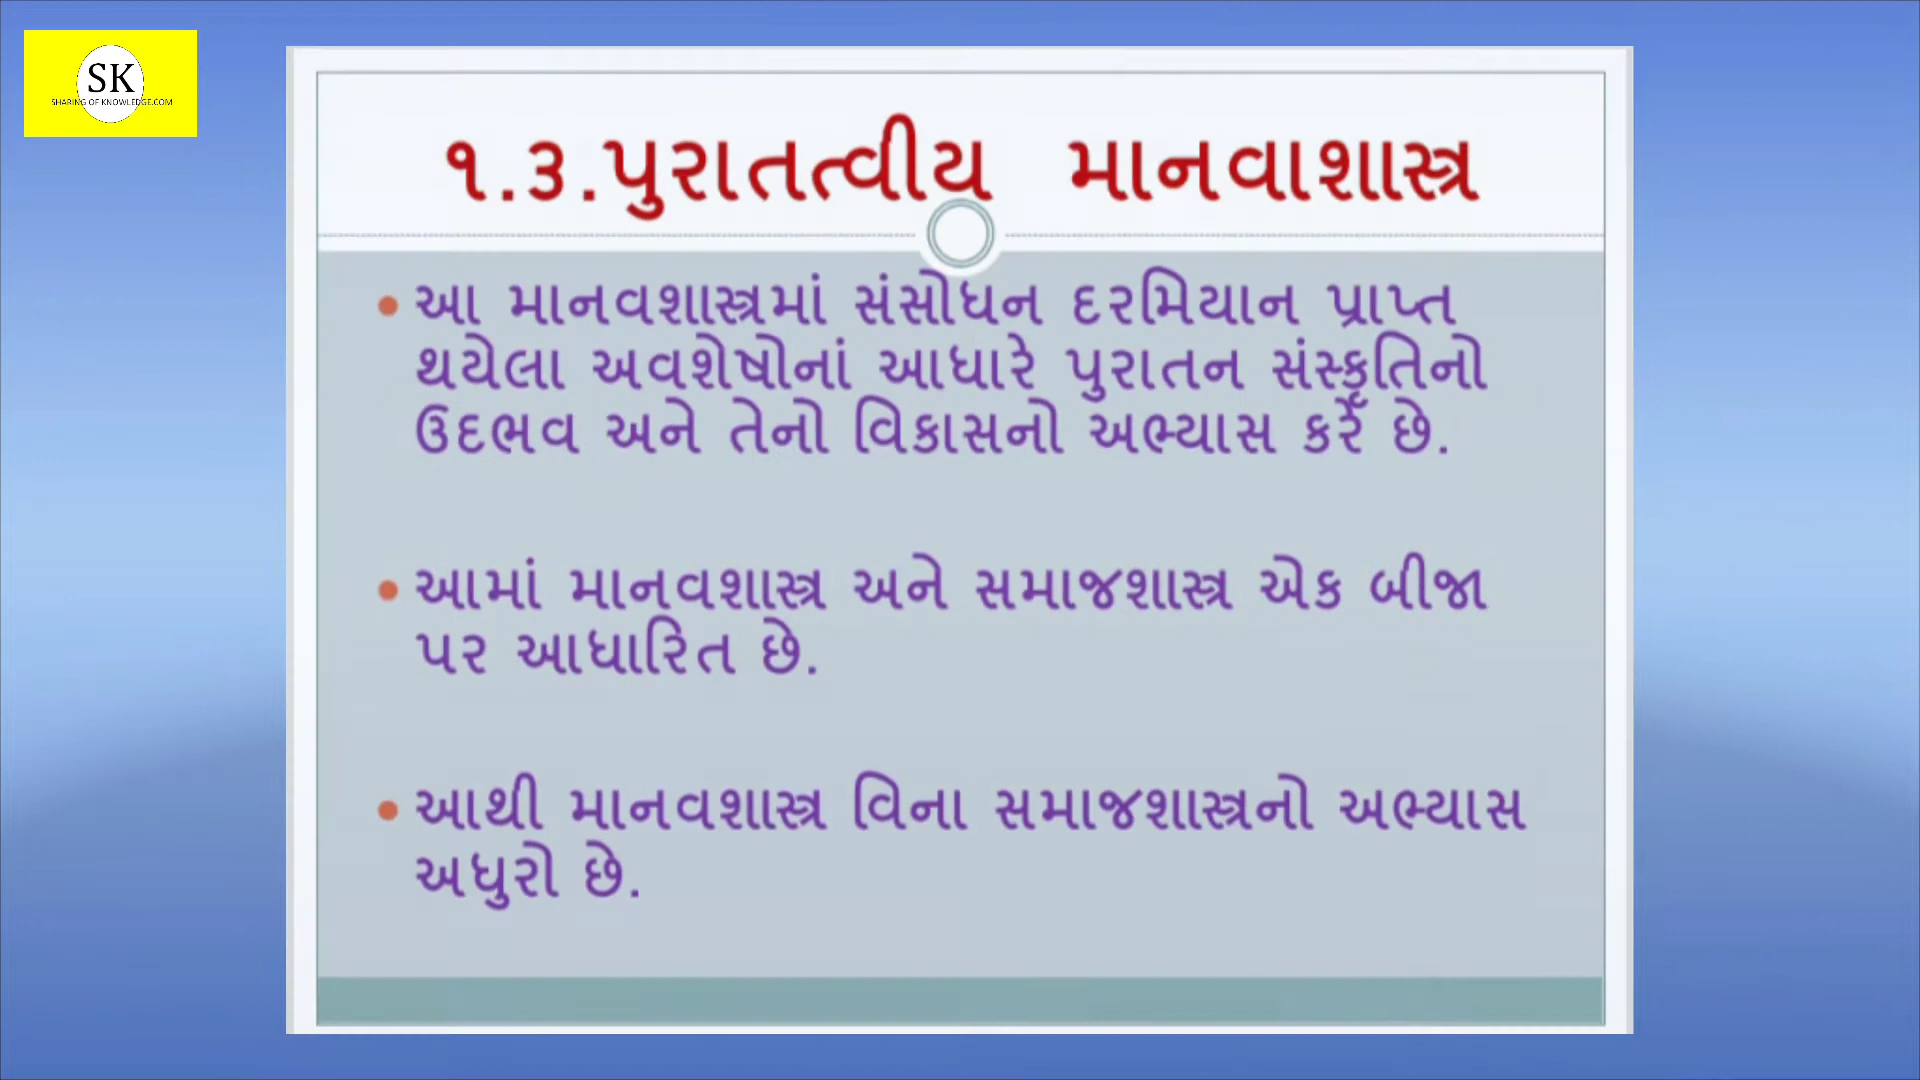 SK
SHARING OF KNOWLEDGE.COM
૧.૩.પુરાતત્વીય માનવાશાસ્ત્ર
• આ માનવશાસ્ત્રમાં સંસોધન દરમિયાન પ્રાપ્ત
થયેલા અવશેષોનાં આધારે પુરાતન સંસ્કૃતિનો
ઉદભવ અને તેનો વિકાસનો અભ્યાસ કરે છે.
• આમાં માનવશાસ્ત્ર અને સમાજશાસ્ત્ર એક બીજા
પર આધારિત છે.
• આથી માનવશાસ્ત્ર વિના સમાજશાસ્ત્રનો અભ્યાસ
અધુરો છે.